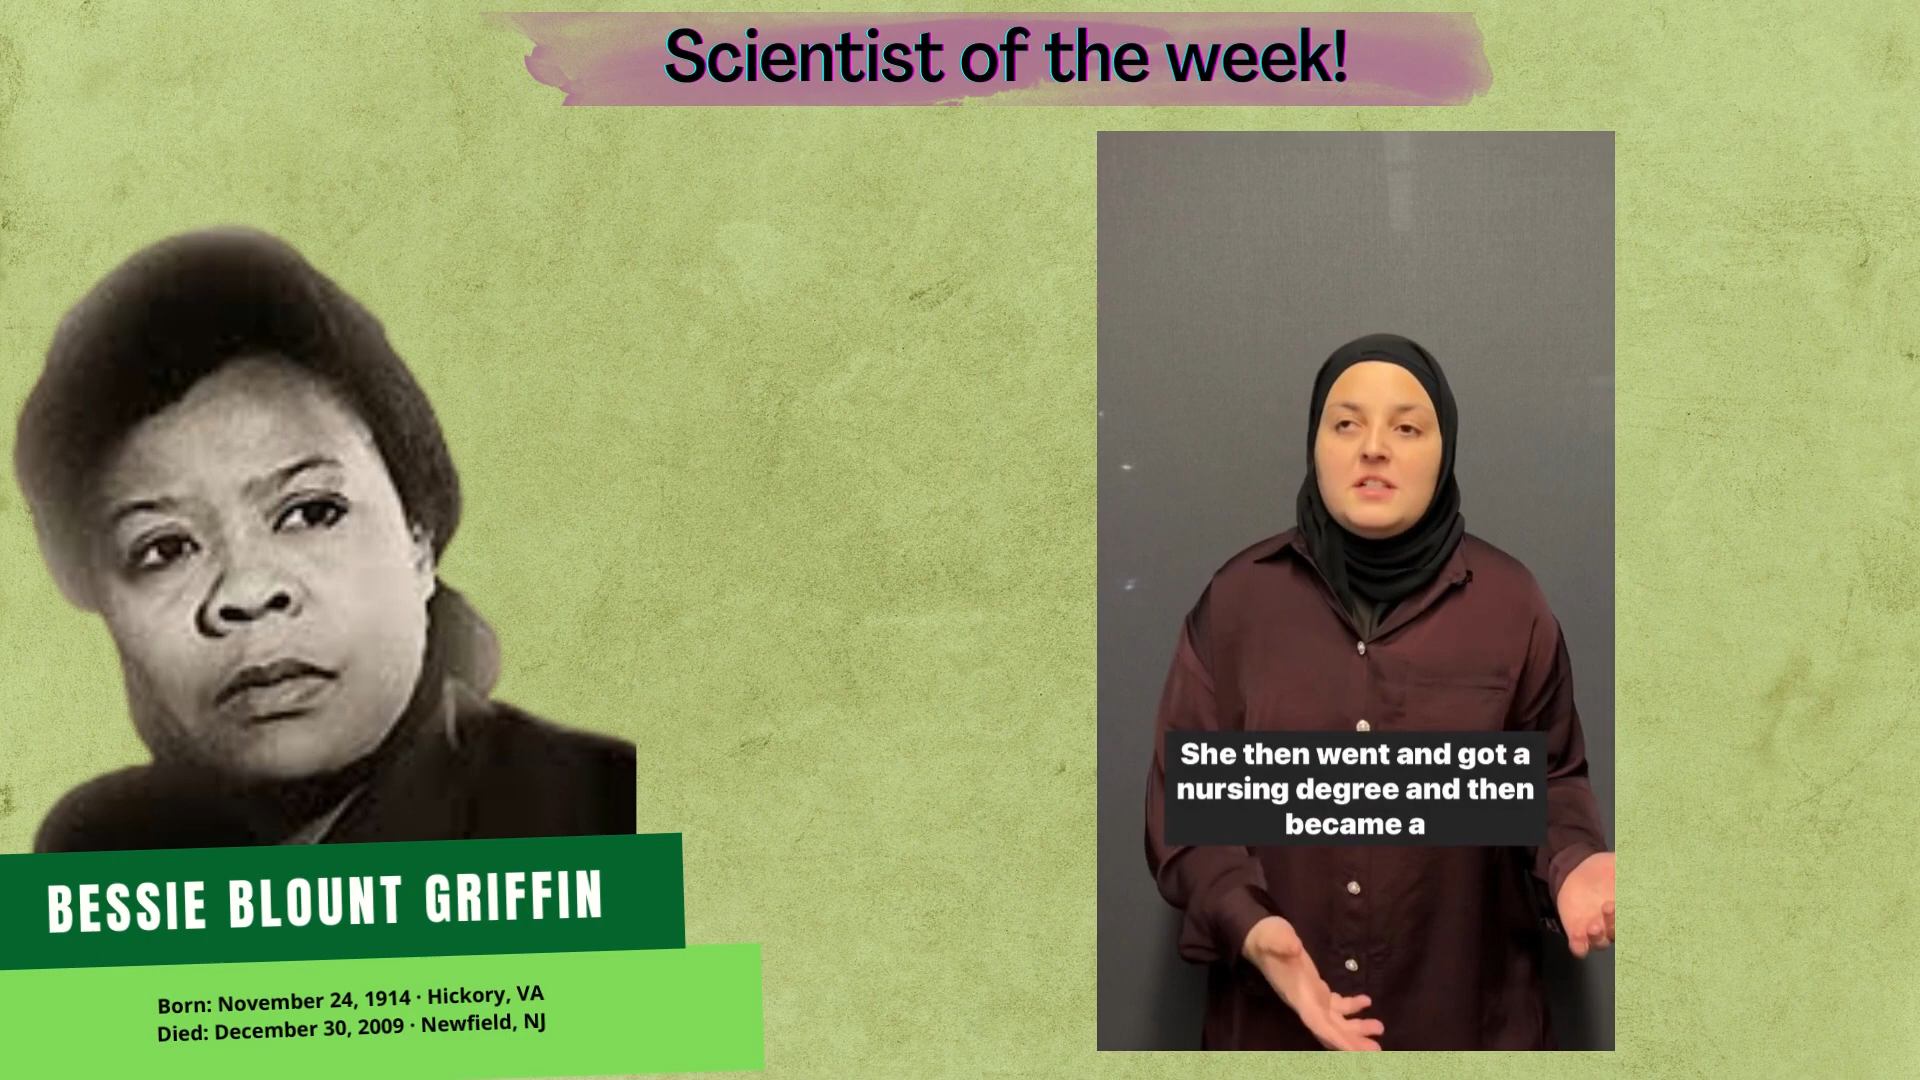 Scientist of the week!
She then went and got a
nursing degree and then
became a
BESSIE BLOUNT GRIFFIN
Born: November 24, 1914 · Hickory, VA
Died: December 30, 2009 · Newfield, NJ